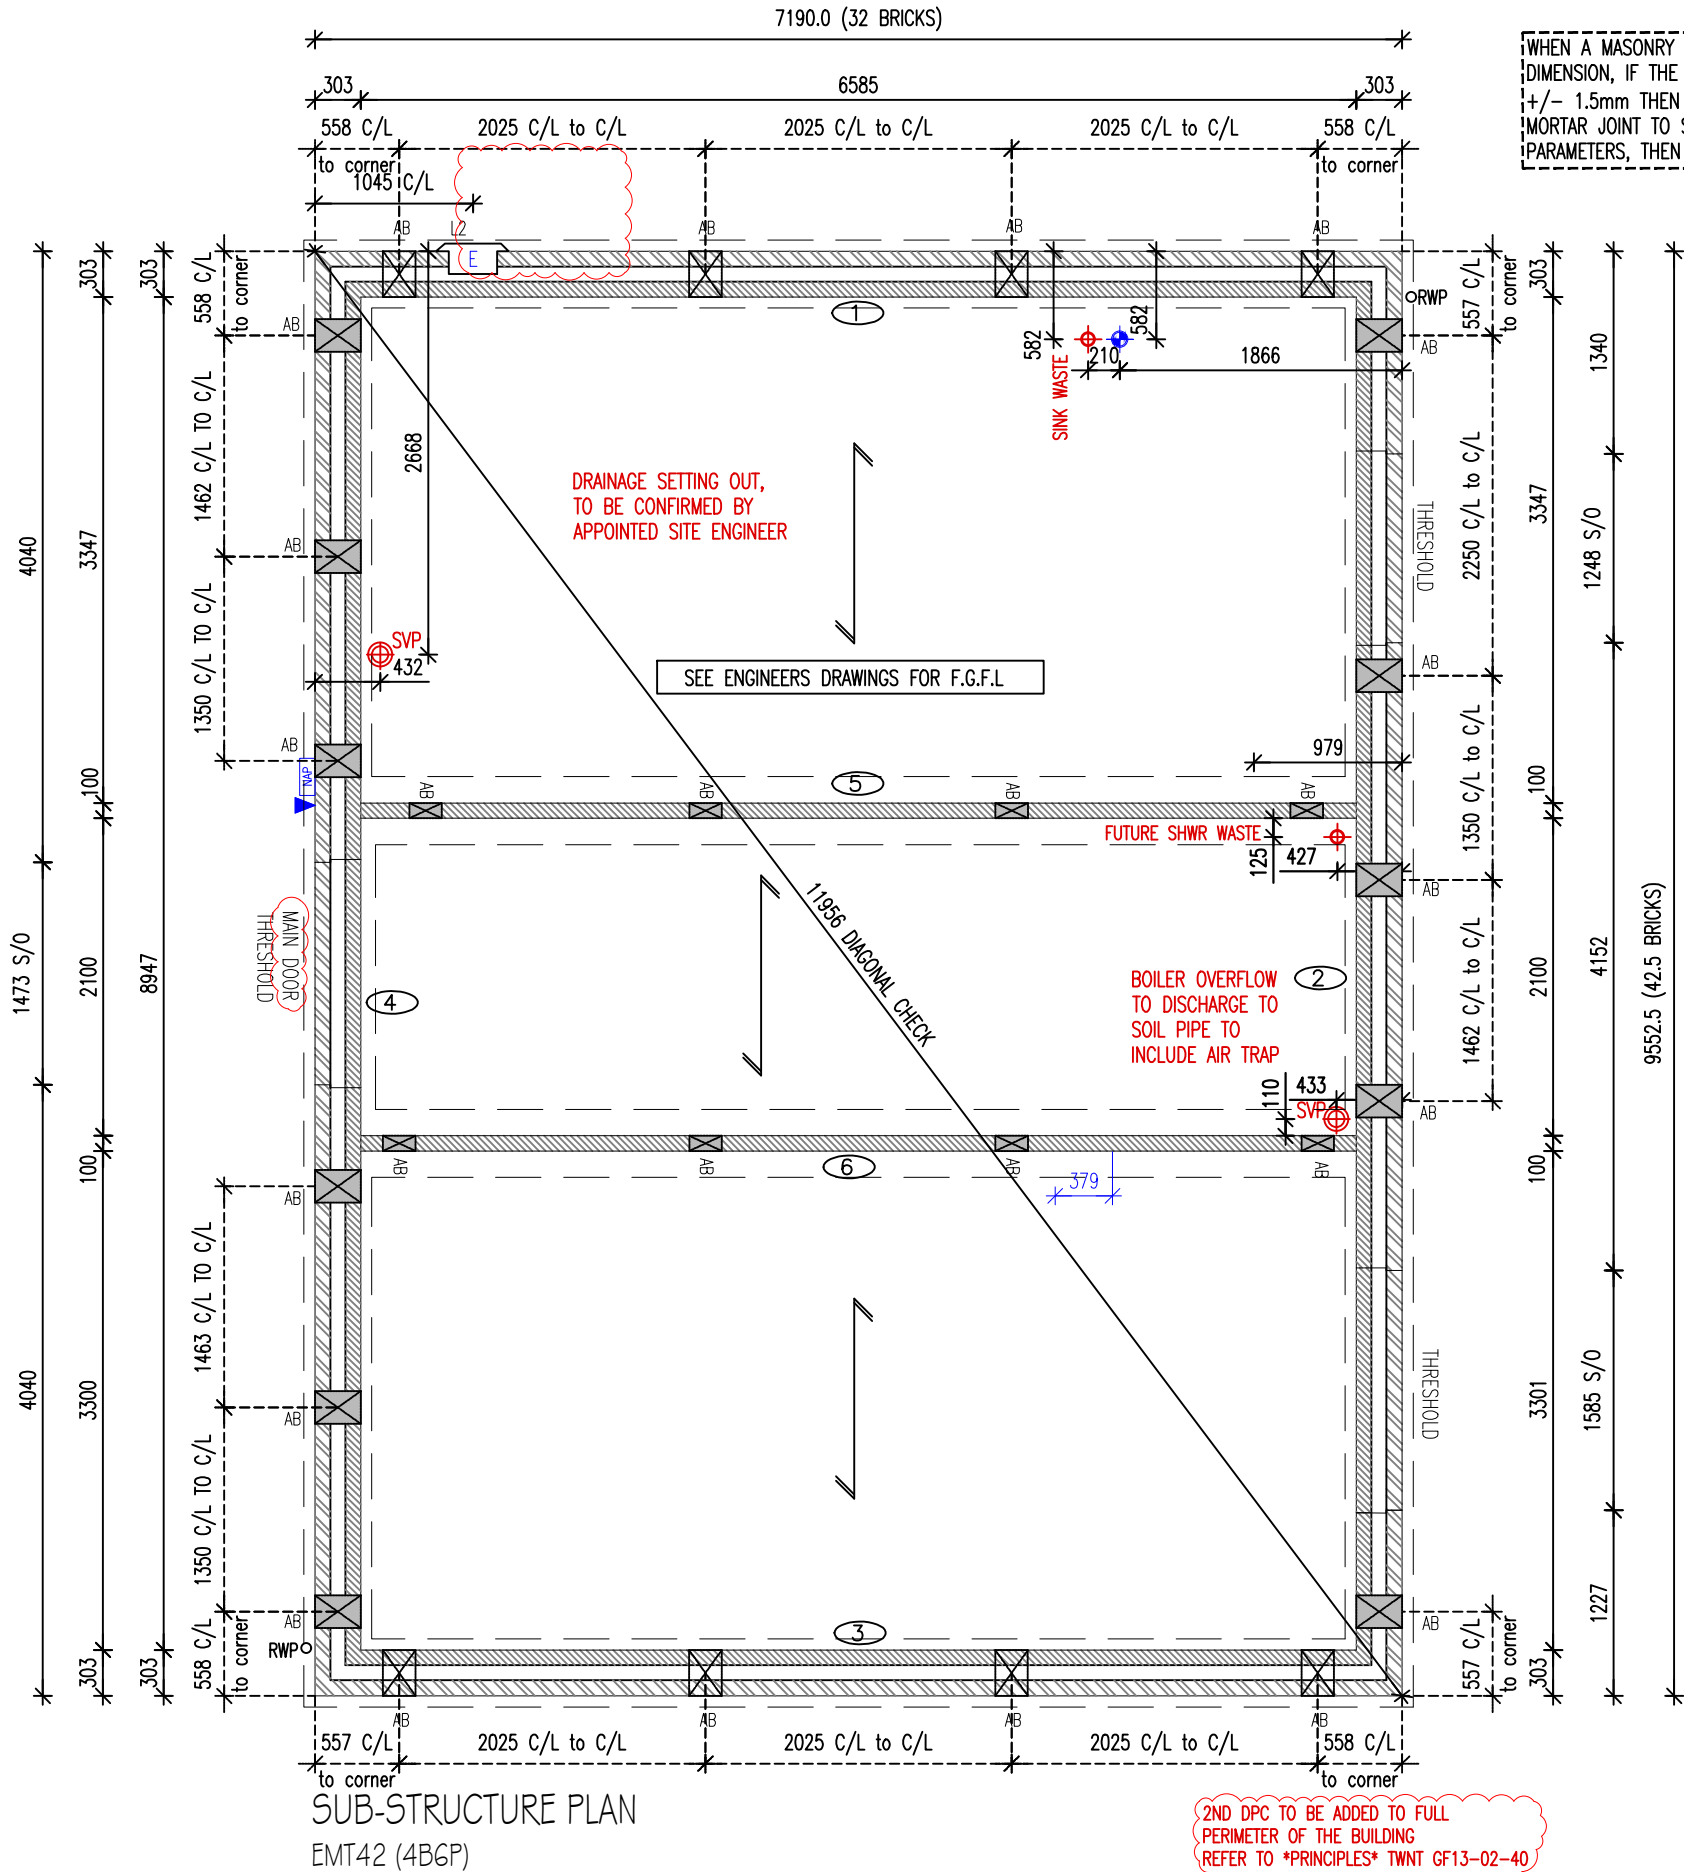 7190.0 (32 BRICKS)
303
6585
303
558 C/L
2025 C/L to C/L
2025 C/L to C/L
2025 C/L to C/L
558 C/L
to corner
to corner
1045 C/L
WHEN A MASONRY
DIMENSION, IF THE
+/- 1.5mm THEN
MORTAR JOINT TO S
PARAMETERS, THEN
AB
L2
AB
AB
AB
E
303
303
558 C/L
to corner
AB
1462 C/L TO C/L
AB
1350 C/L TO C/L
AB
NAP
4040
3347
100
1473 S/O
2100
8947
MAIN DOOR
THRESHOLD
100
AB
1463 C/L TO C/L
4040
3300
AB
1350 C/L TO C/L
AB
RWP
558 C/L
to corner
303
303
1
582
210
582
1866
SINK WASTE
2668
DRAINAGE SETTING OUT,
TO BE CONFIRMED BY
APPOINTED SITE ENGINEER
SVP
432
SEE ENGINEERS DRAWINGS FOR F.G.F.L
979
5
AB
AB
AB
AB
FUTURE SHWR WASTE
125
427
11956 DIAGONAL CHECK
4
2
BOILER OVERFLOW
TO DISCHARGE TO
SOIL PIPE TO
INCLUDE AIR TRAP
110
433
SVP
AB
AB
AB
AB
6
379
3
RWP
AB
557 C/L
to corner
303
1340
THRESHOLD
2250 C/L to C/L
3347
1248 S/O
AB
1350 C/L to C/L
100
AB
1462 C/L to C/L
2100
4152
9552.5 (42.5 BRICKS)
AB
100
THRESHOLD
3301
1585 S/O
1227
AB
557 C/L
to corner
303
AB
AB
AB
AB
557 C/L
2025 C/L to C/L
2025 C/L to C/L
2025 C/L to C/L
558 C/L
to corner
to corner
SUB-STRUCTURE PLAN
EMT42 (4B6P)
2ND DPC TO BE ADDED TO FULL
PERIMETER OF THE BUILDING
REFER TO *PRINCIPLES* TWNT GF13-02-40